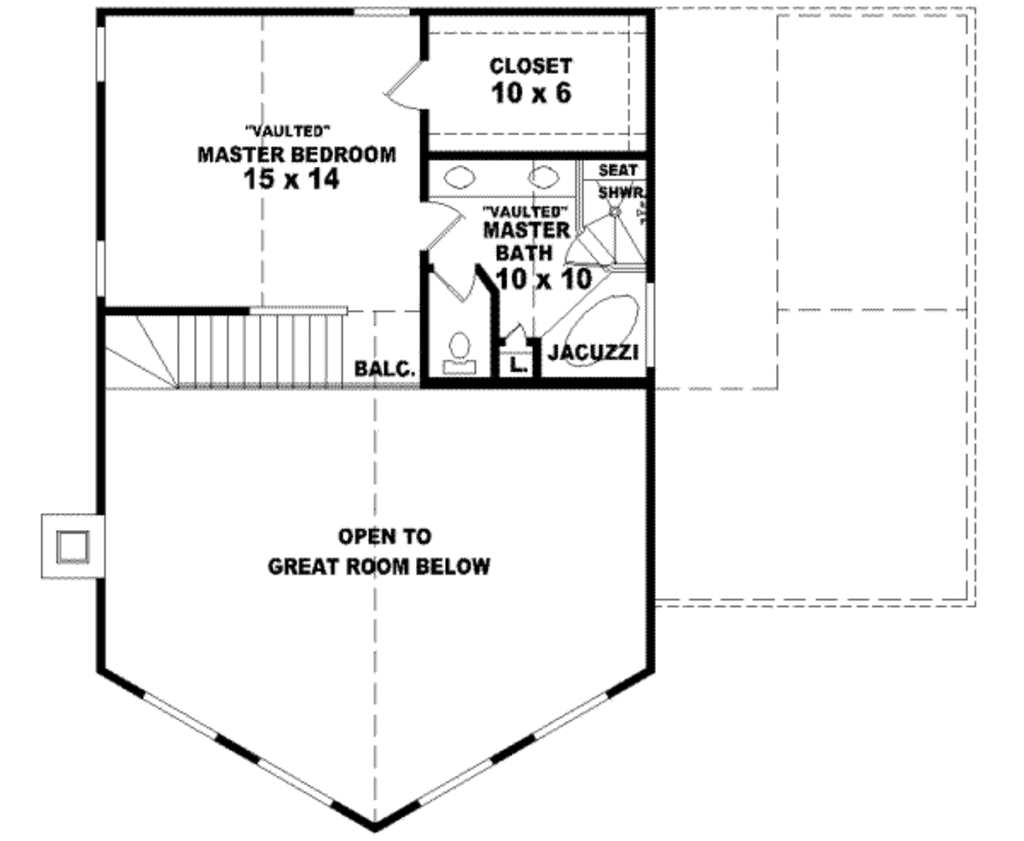 CLOSET
10 x 6
"VAULTED"
MASTER BEDROOM
15 x 14
SEAT
SHWR.
"VAULTED"
MASTER
BATH
10 x 10
JACUZZI
L.
BALC.
OPEN TO
GREAT ROOM BELOW